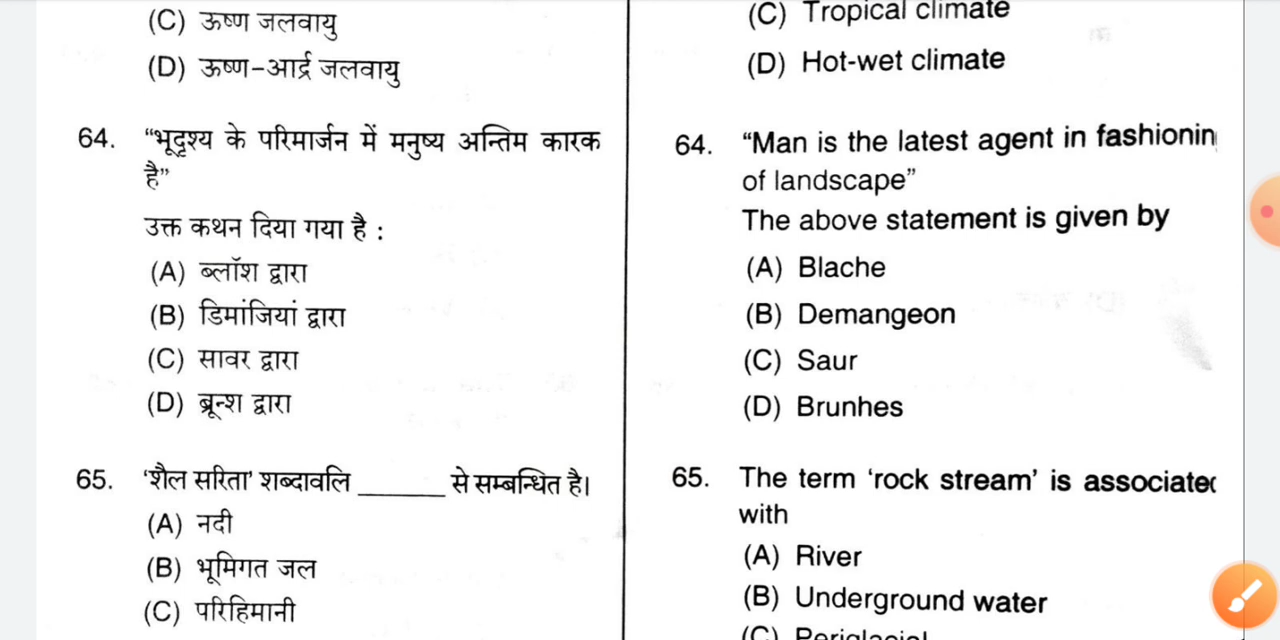 (C) ऊष्ण जलवायु
(D) ऊष्ण-आर्द्र जलवायु
64. “भूदृश्य के परिमार्जन में मनुष्य अन्तिम कारक
है”
उक्त कथन दिया गया है :
(A) ब्लॉश द्वारा
(B) डिमांजियां द्वारा
(C) सावर द्वारा
(D) ब्रून्श द्वारा
65. ‘शैल सरिता’ शब्दावलि ______ से सम्बन्धित है।
(A) नदी
(B) भूमिगत जल
(C) परिहिमानी
(C) Tropical climate
(D) Hot-wet climate
64. “Man is the latest agent in fashionin
of landscape”
The above statement is given by
(A) Blache
(B) Demangeon
(C) Saur
(D) Brunhes
65. The term ‘rock stream’ is associated
with
(A) River
(B) Underground water
(C) Periglacial